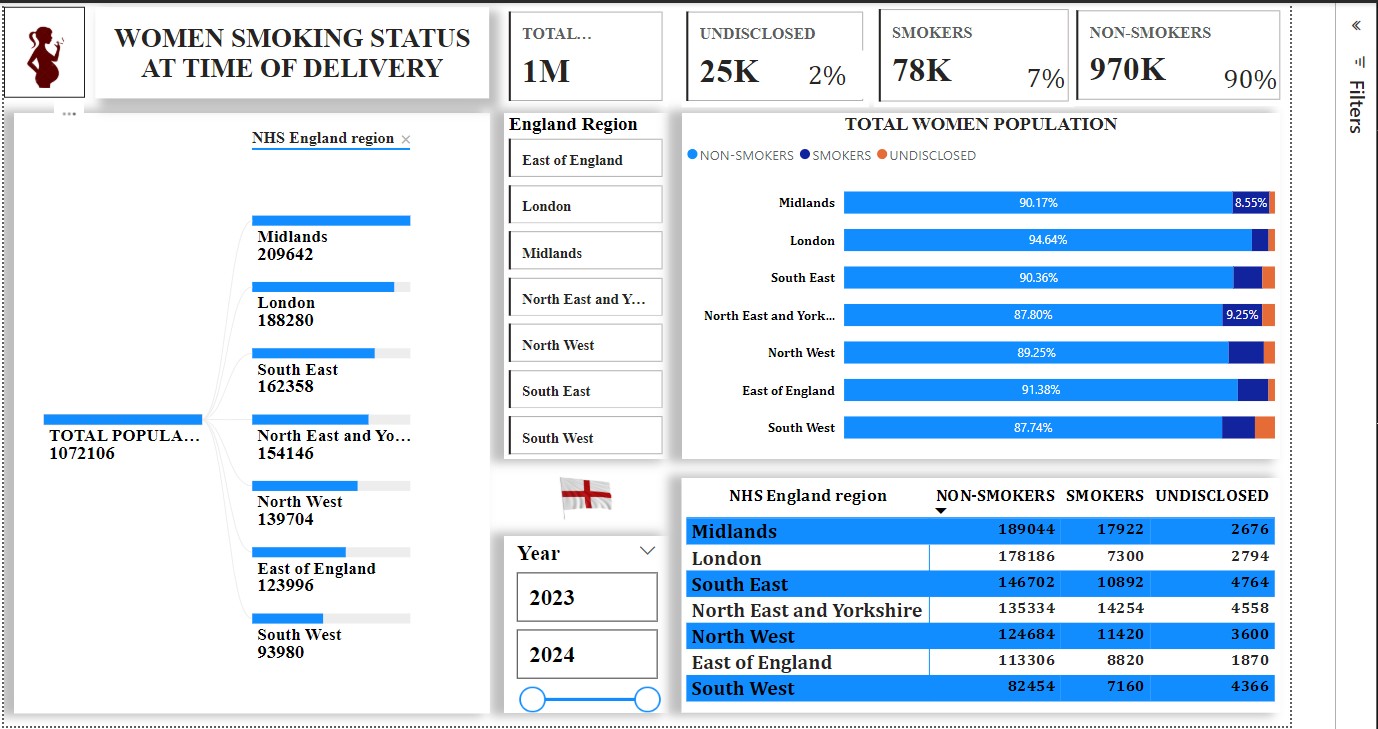 WOMEN SMOKING STATUS
AT TIME OF DELIVERY
TOTAL...
1M
UNDISCLOSED
25K 2%
SMOKERS
78K 7%
NON-SMOKERS
970K 90%
Filters
NHS England region
Midlands
209642
London
188280
South East
162358
North East and Yo...
154146
North West
139704
East of England
123996
South West
93980
TOTAL POPULA...
1072106
England Region
East of England
London
Midlands
North East and Y...
North West
South East
South West
Year
2023
2024
TOTAL WOMEN POPULATION
NON-SMOKERS SMOKERS UNDISCLOSED
Midlands 90.17% 8.55%
London 94.64%
South East 90.36%
North East and York... 87.80% 9.25%
North West 89.25%
East of England 91.38%
South West 87.74%
NHS England region NON-SMOKERS SMOKERS UNDISCLOSED
Midlands 189044 17922 2676
London 178186 7300 2794
South East 146702 10892 4764
North East and Yorkshire 135334 14254 4558
North West 124684 11420 3600
East of England 113306 8820 1870
South West 82454 7160 4366